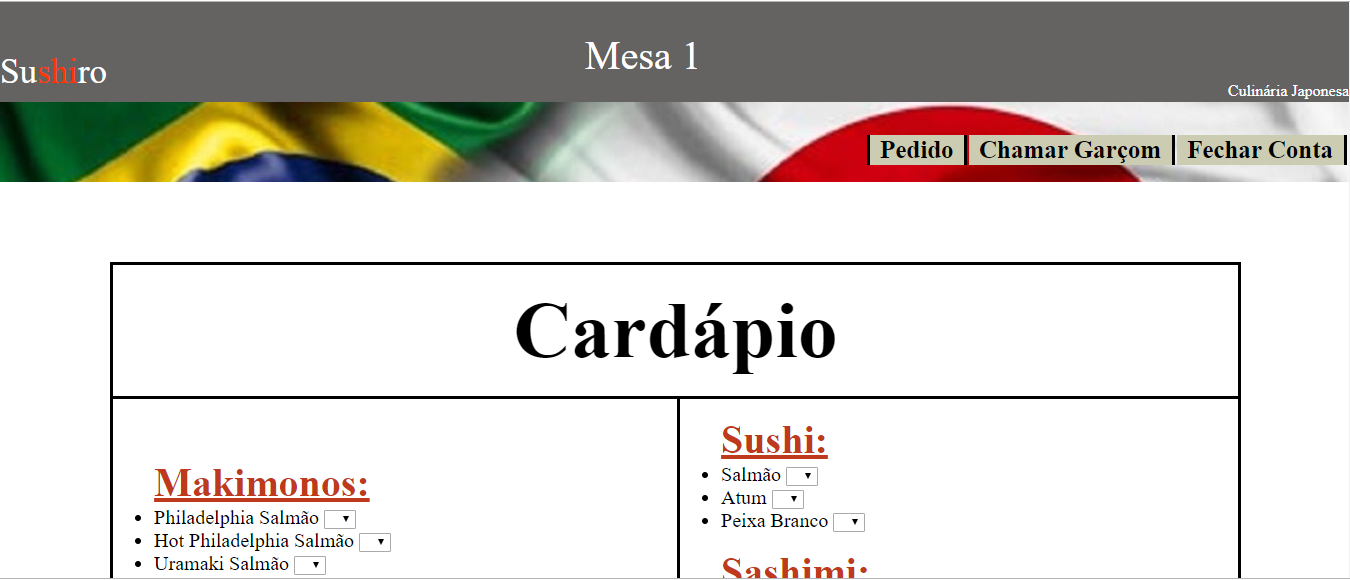 Mesa 1
Sushiro
Culinária Japonesa
Pedido Chamar Garçom Fechar Conta
Cardápio
Makimonos:
Philadelphia Salmão
Hot Philadelphia Salmão
Uramaki Salmão
Sushi:
Salmão
Atum
Peixa Branco
Sashimi: